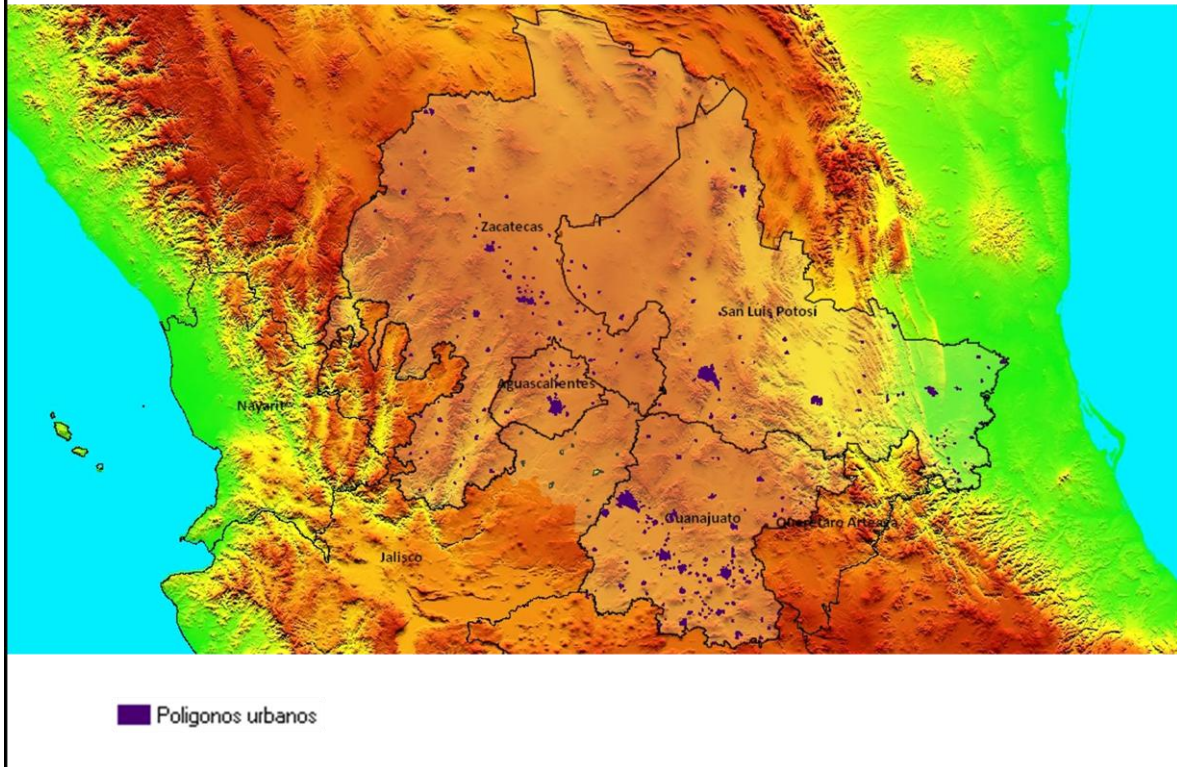 Zacatecas
San Luis Potosí
Aguascalientes
Nayarit
Guanajuato
Querétaro Arteaga
Jalisco
Poligonos urbanos